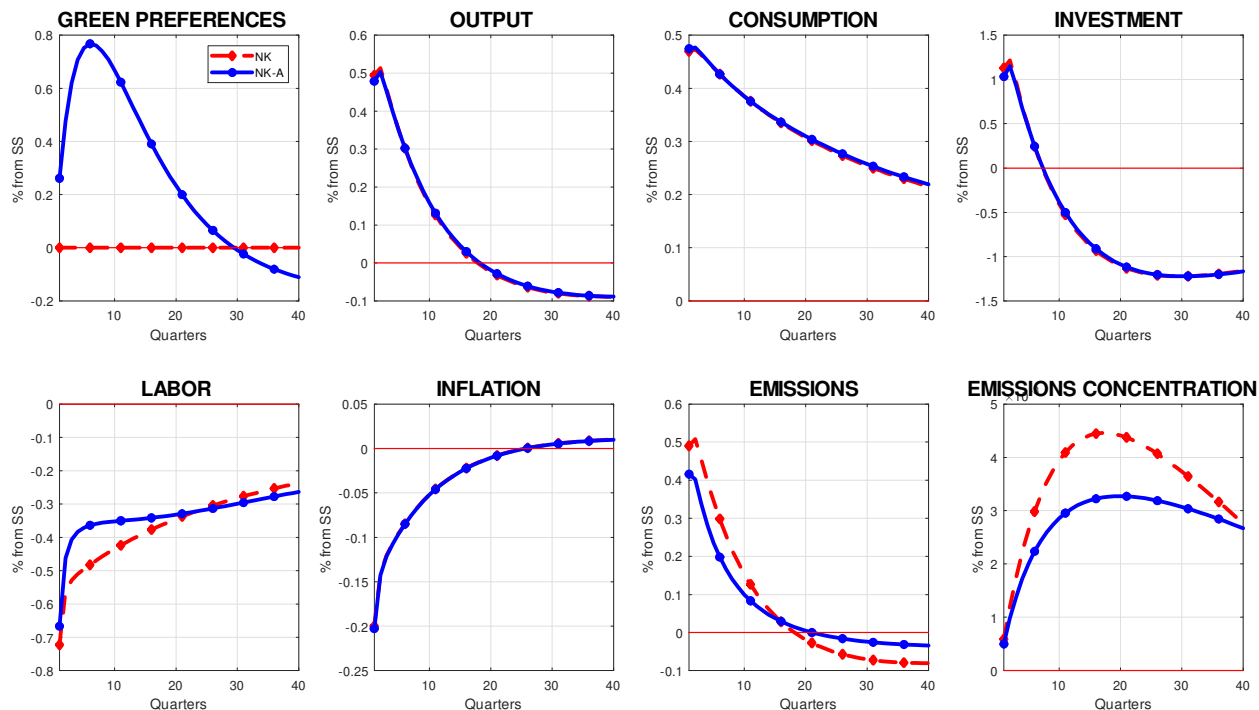 GREEN PREFERENCES
% from SS
0.8
0.6
0.4
0.2
0
-0.2
NK
NK-A
10 20 30 40
Quarters
OUTPUT
% from SS
0.6
0.5
0.4
0.3
0.2
0.1
0
-0.1
10 20 30 40
Quarters
CONSUMPTION
% from SS
0.5
0.4
0.3
0.2
0.1
0
10 20 30 40
Quarters
INVESTMENT
% from SS
1.5
1
0.5
0
-0.5
-1
-1.5
10 20 30 40
Quarters
LABOR
% from SS
0
-0.1
-0.2
-0.3
-0.4
-0.5
-0.6
-0.7
-0.8
10 20 30 40
Quarters
INFLATION
% from SS
0.05
0
-0.05
-0.1
-0.15
-0.2
-0.25
10 20 30 40
Quarters
EMISSIONS
% from SS
0.6
0.5
0.4
0.3
0.2
0.1
0
-0.1
10 20 30 40
Quarters
EMISSIONS CONCENTRATION
% from SS
5
4
3
2
1
0
10 20 30 40
Quarters